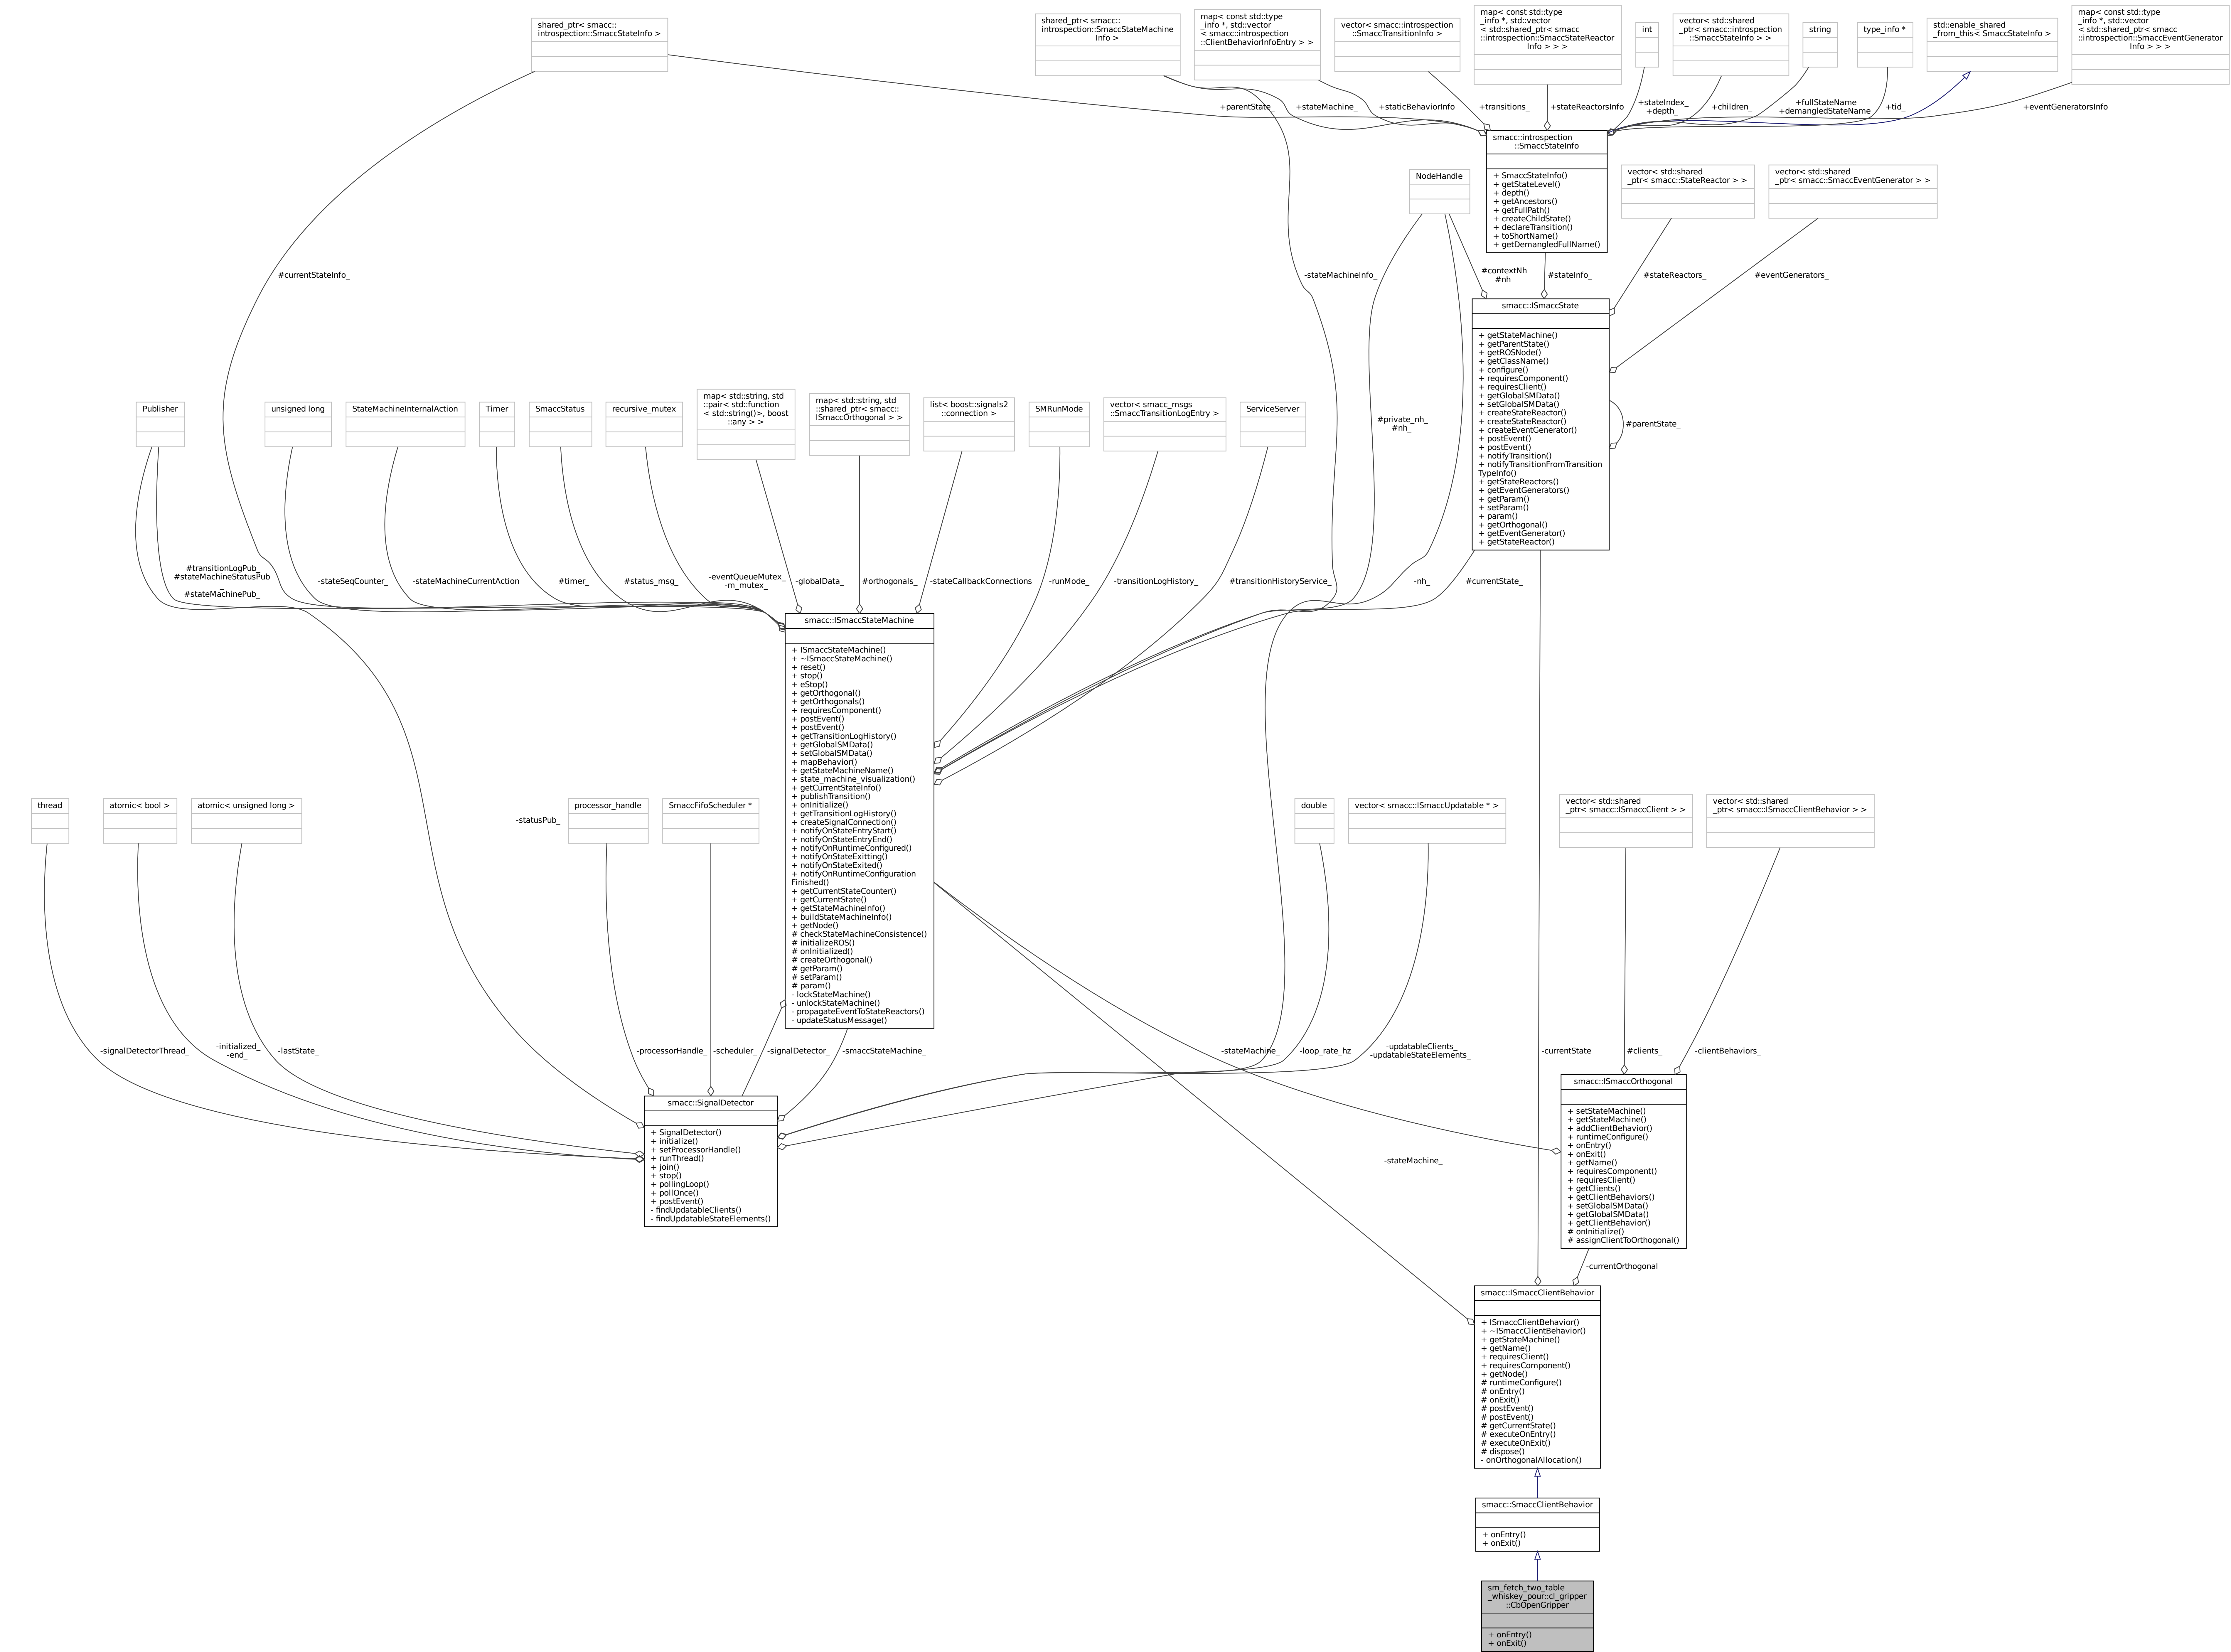 shared_ptr< smacc::
introspection::SmaccStateInfo >
shared_ptr< smacc::
introspection::SmaccStateMachine
Info >
map< const std::type
_info *, std::vector
< smacc::introspection
::ClientBehaviorInfoEntry > >
vector< smacc::introspection
::SmaccTransitionInfo >
map< const std::type
_info *, std::vector
< std::shared_ptr< smacc
::introspection::SmaccStateReactor
Info > > >
int
vector< std::shared
_ptr< smacc::introspection
::SmaccStateInfo > >
string
type_info *
std::enable_shared
_from_this< SmaccStateInfo >
map< const std::type
_info *, std::vector
< std::shared_ptr< smacc
::introspection::SmaccEventGenerator
Info > > >
+parentState_
+stateMachine_
+staticBehaviorInfo
+transitions_
+stateReactorsInfo
+stateIndex_
+depth_
+children_
+fullStateName
+demangledStateName
+tid_
+eventGeneratorsInfo
smacc::introspection
::SmaccStateInfo
+ SmaccStateInfo()
+ getStateLevel()
+ depth()
+ getAncestors()
+ getFullPath()
+ createChildState()
+ declareTransition()
+ toShortName()
+ getDemangledFullName()
NodeHandle
vector< std::shared
_ptr< smacc::StateReactor > >
vector< std::shared
_ptr< smacc::SmaccEventGenerator > >
#currentStateInfo_
-stateMachineInfo_
#contextNh
#nh
#stateInfo_
#stateReactors_
#eventGenerators_
smacc::ISmaccState
+ getStateMachine()
+ getParentState()
+ getROSNode()
+ getClassName()
+ configure()
+ requiresComponent()
+ requiresClient()
+ getGlobalSMData()
+ setGlobalSMData()
+ createStateReactor()
+ createStateReactor()
+ createEventGenerator()
+ postEvent()
+ postEvent()
+ notifyTransition()
+ notifyTransitionFromTransition
TypeInfo()
+ getStateReactors()
+ getEventGenerators()
+ getParam()
+ setParam()
+ param()
+ getOrthogonal()
+ getEventGenerator()
+ getStateReactor()
#parentState_
Publisher
unsigned long
StateMachineInternalAction
Timer
SmaccStatus
recursive_mutex
map< std::string, std
::pair< std::function
< std::string()>, boost
::any > >
map< std::string, std
::shared_ptr< smacc::
ISmaccOrthogonal > >
list< boost::signals2
::connection >
SMRunMode
vector< smacc_msgs
::SmaccTransitionLogEntry >
ServiceServer
#private_nh_
#nh_
#transitionLogPub_
#stateMachineStatusPub
_
#stateMachinePub_
-stateSeqCounter_
-stateMachineCurrentAction
#timer_
#status_msg_
-eventQueueMutex_
-m_mutex_
-globalData_
#orthogonals_
-stateCallbackConnections
-runMode_
-transitionLogHistory_
#transitionHistoryService_
-nh_
#currentState_
smacc::ISmaccStateMachine
+ ISmaccStateMachine()
+ ~ISmaccStateMachine()
+ reset()
+ stop()
+ eStop()
+ getOrthogonal()
+ getOrthogonals()
+ requiresComponent()
+ postEvent()
+ postEvent()
+ getTransitionLogHistory()
+ getGlobalSMData()
+ setGlobalSMData()
+ mapBehavior()
+ getStateMachineName()
+ state_machine_visualization()
+ getCurrentStateInfo()
+ publishTransition()
+ onInitialize()
+ getTransitionLogHistory()
+ createSignalConnection()
+ notifyOnStateEntryStart()
+ notifyOnStateEntryEnd()
+ notifyOnRuntimeConfigured()
+ notifyOnStateExitting()
+ notifyOnStateExited()
+ notifyOnRuntimeConfiguration
Finished()
+ getCurrentStateCounter()
+ getCurrentState()
+ getStateMachineInfo()
+ buildStateMachineInfo()
+ getNode()
# checkStateMachineConsistence()
# initializeROS()
# onInitialized()
# createOrthogonal()
# getParam()
# setParam()
# param()
- lockStateMachine()
- unlockStateMachine()
- propagateEventToStateReactors()
- updateStatusMessage()
thread
atomic< bool >
atomic< unsigned long >
-statusPub_
processor_handle
SmaccFifoScheduler *
double
vector< smacc::ISmaccUpdatable * >
vector< std::shared
_ptr< smacc::ISmaccClient > >
vector< std::shared
_ptr< smacc::ISmaccClientBehavior > >
-signalDetectorThread_
-initialized_
-end_
-lastState_
-processorHandle_
-scheduler_
-signalDetector_
-smaccStateMachine_
-stateMachine_
-loop_rate_hz
-updatableClients_
-updatableStateElements_
-currentState
#clients_
-clientBehaviors_
smacc::SignalDetector
+ SignalDetector()
+ initialize()
+ setProcessorHandle()
+ runThread()
+ join()
+ stop()
+ pollingLoop()
+ pollOnce()
+ postEvent()
- findUpdatableClients()
- findUpdatableStateElements()
smacc::ISmaccOrthogonal
+ setStateMachine()
+ getStateMachine()
+ addClientBehavior()
+ runtimeConfigure()
+ onEntry()
+ onExit()
+ getName()
+ requiresComponent()
+ requiresClient()
+ getClients()
+ getClientBehaviors()
+ setGlobalSMData()
+ getGlobalSMData()
+ getClientBehavior()
# onInitialize()
# assignClientToOrthogonal()
-stateMachine_
-currentOrthogonal
smacc::ISmaccClientBehavior
+ ISmaccClientBehavior()
+ ~ISmaccClientBehavior()
+ getStateMachine()
+ getName()
+ requiresClient()
+ requiresComponent()
+ getNode()
# runtimeConfigure()
# onEntry()
# onExit()
# postEvent()
# postEvent()
# getCurrentState()
# executeOnEntry()
# executeOnExit()
# dispose()
- onOrthogonalAllocation()
smacc::SmaccClientBehavior
+ onEntry()
+ onExit()
sm_fetch_two_table
_whiskey_pour::cl_gripper
::CbOpenGripper
+ onEntry()
+ onExit()